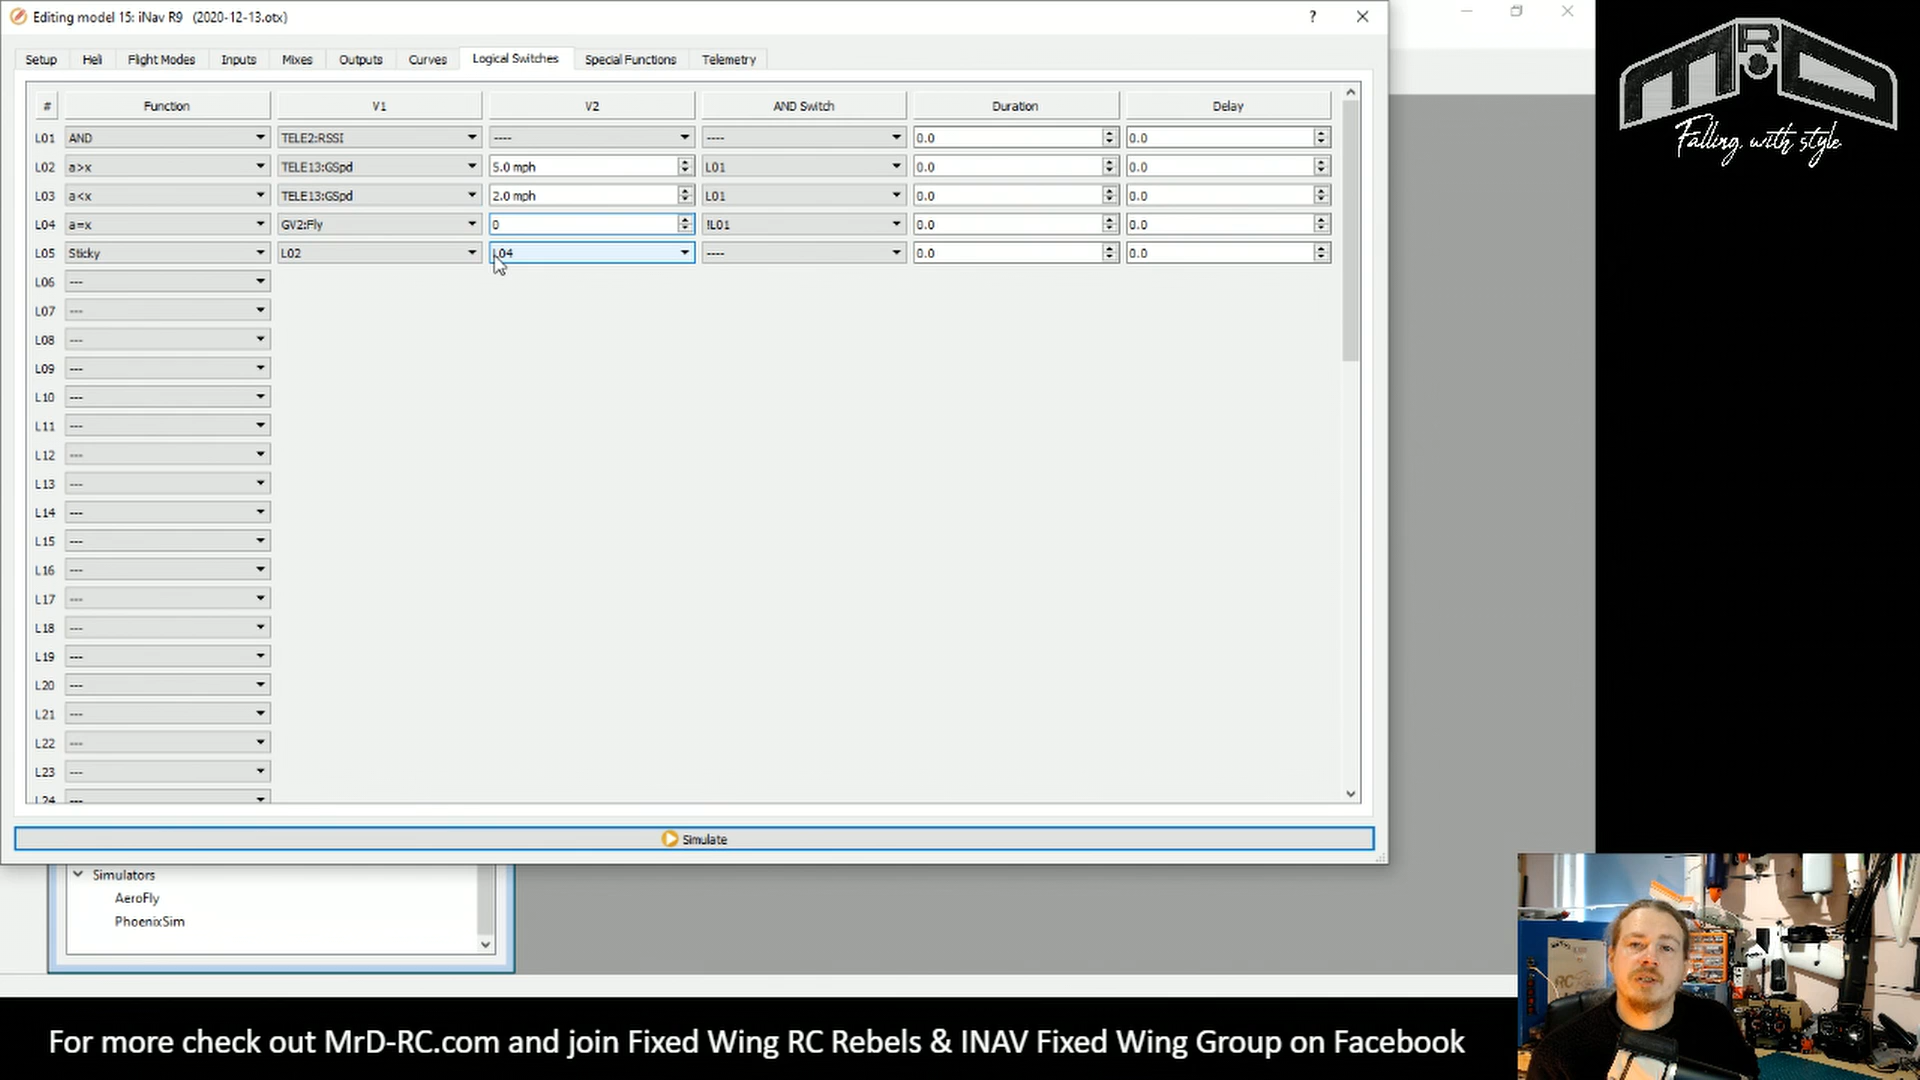 Editing model 15: iNav R9 (2020-12-13.otx)
Setup Heli Flight Modes Inputs Mixes Outputs Curves Logical Switches Special Functions Telemetry
# Function V1 V2 AND Switch Duration Delay
L01 AND TELE2:RSSI ---- ---- 0.0 0.0
L02 a>x TELE13:GSpd 5.0 mph L01 0.0 0.0
L03 a<x TELE13:GSpd 2.0 mph L01 0.0 0.0
L04 a=x GV2:Fly 0 !L01 0.0 0.0
L05 Sticky L02 L04 ---- 0.0 0.0
L06 ---
L07 ---
L08 ---
L09 ---
L10 ---
L11 ---
L12 ---
L13 ---
L14 ---
L15 ---
L16 ---
L17 ---
L18 ---
L19 ---
L20 ---
L21 ---
L22 ---
L23 ---
L24 ---
Simulate
Simulators
AeroFly
PhoenixSim
MRD
Falling with style
For more check out MrD-RC.com and join Fixed Wing RC Rebels & INAV Fixed Wing Group on Facebook